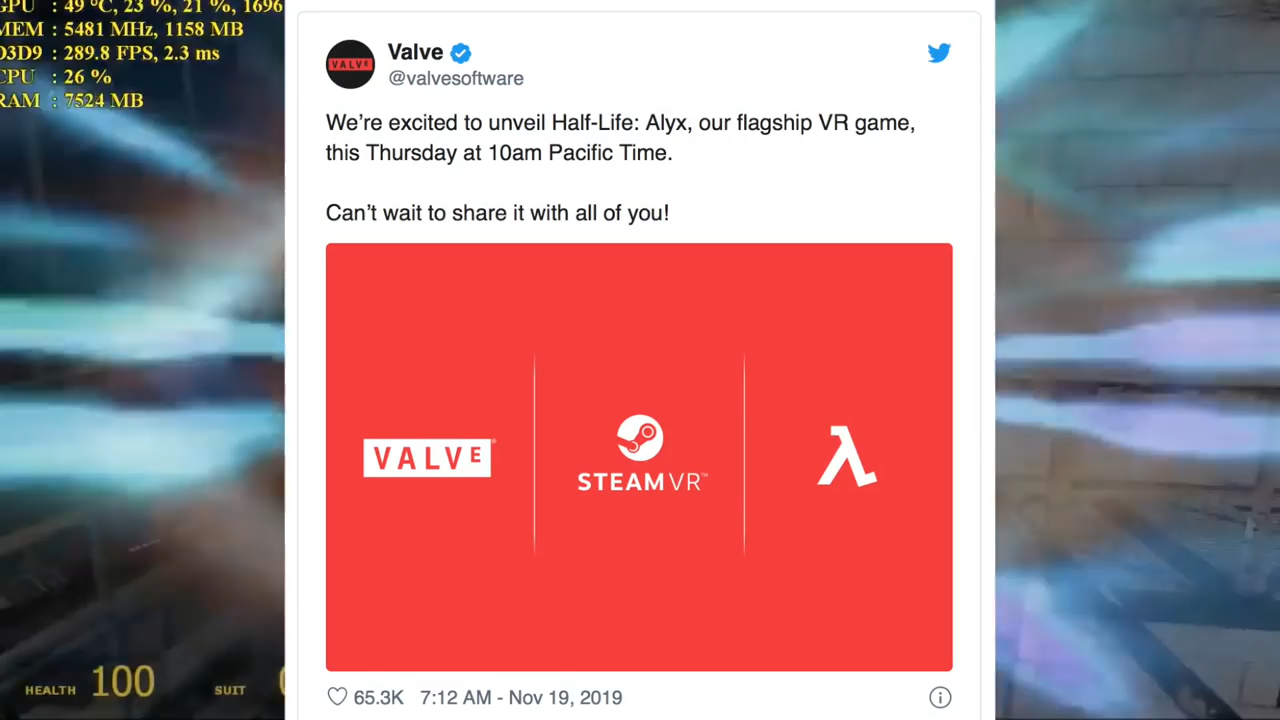 GPU : 49 °C, 23 %, 21 %, 1696
MEM : 5481 MHz, 1158 MB
D3D9 : 289.8 FPS, 2.3 ms
CPU : 26 %
RAM : 7524 MB
VALVE
Valve
@valvesoftware
We’re excited to unveil Half-Life: Alyx, our flagship VR game,
this Thursday at 10am Pacific Time.
Can’t wait to share it with all of you!
VALVE
STEAMVR™
λ
65.3K 7:12 AM - Nov 19, 2019
HEALTH 100
SUIT